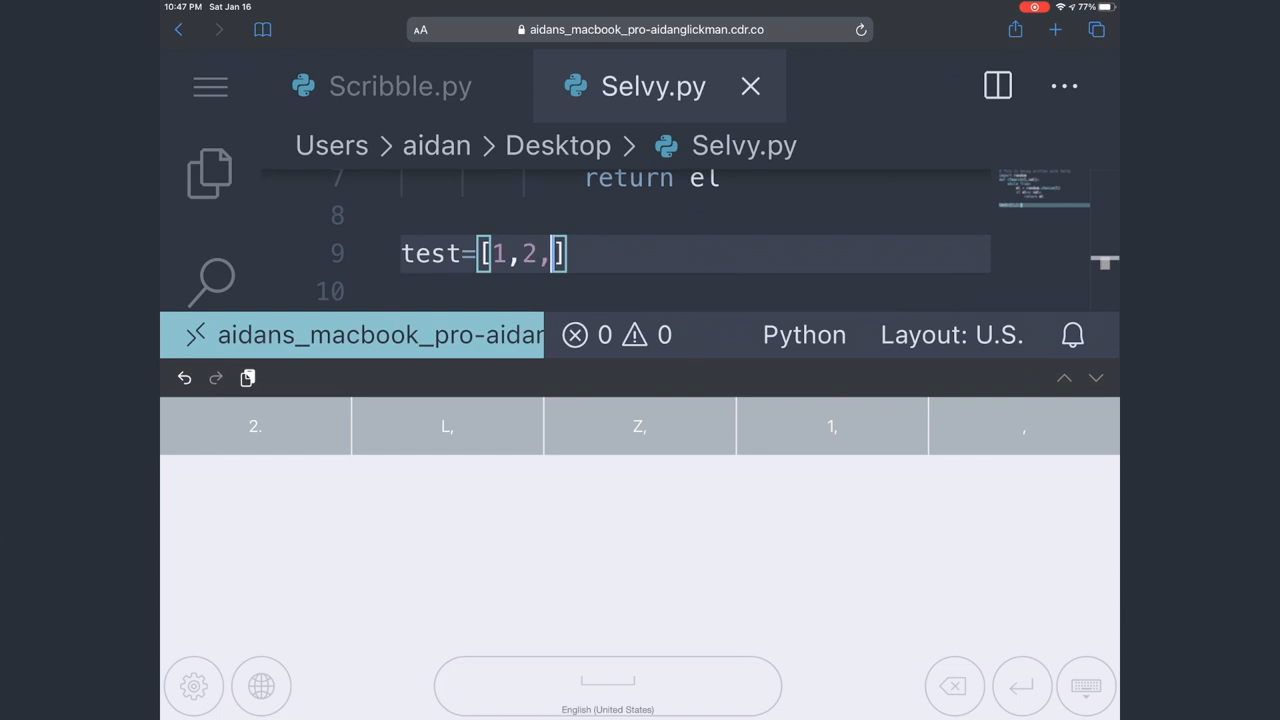 10:47 PM Sat Jan 16
77%
AA aidans_macbook_pro-aidanglickman.cdr.co
Scribble.py Selvy.py
Users > aidan > Desktop > Selvy.py
7 return el
8
9 test=[1,2,]
10
aidans_macbook_pro-aidan 0 0 Python Layout: U.S.
2. L, Z, 1, ,
English (United States)